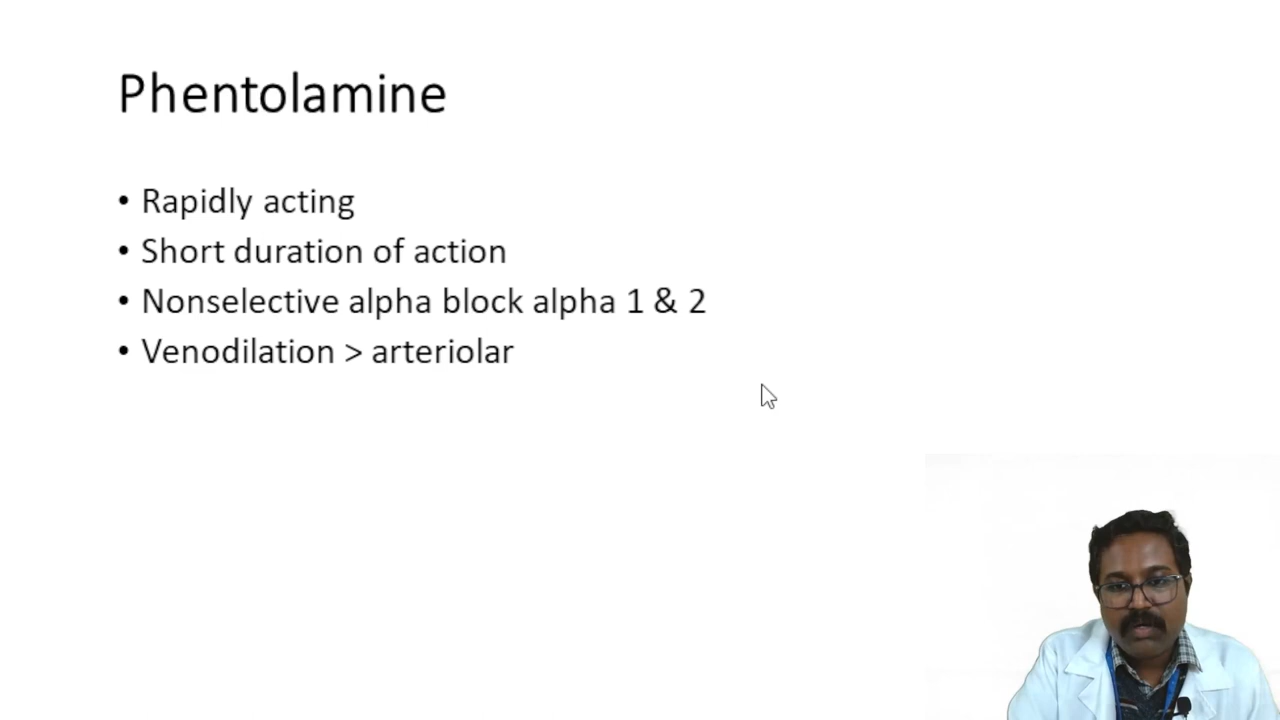 Phentolamine
• Rapidly acting
• Short duration of action
• Nonselective alpha block alpha 1 & 2
• Venodilation > arteriolar